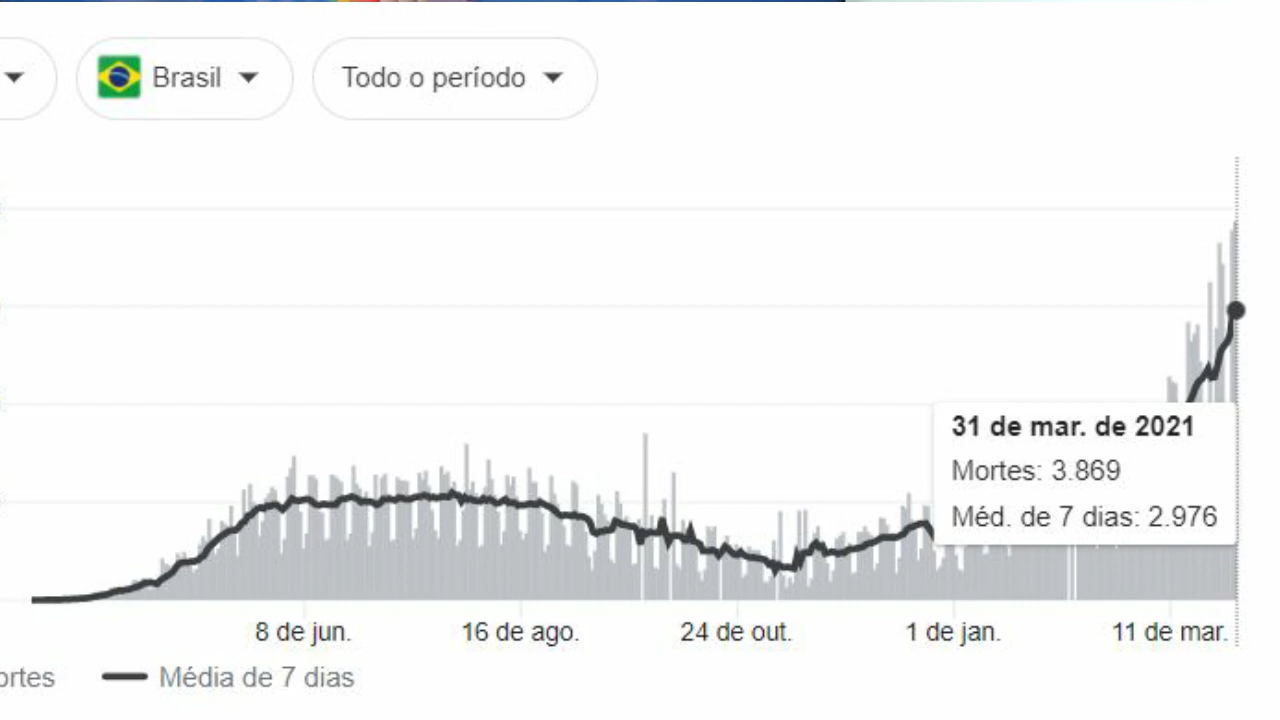 Brasil
Todo o período
31 de mar. de 2021
Mortes: 3.869
Méd. de 7 dias: 2.976
8 de jun.
16 de ago.
24 de out.
1 de jan.
11 de mar.
ortes
Média de 7 dias